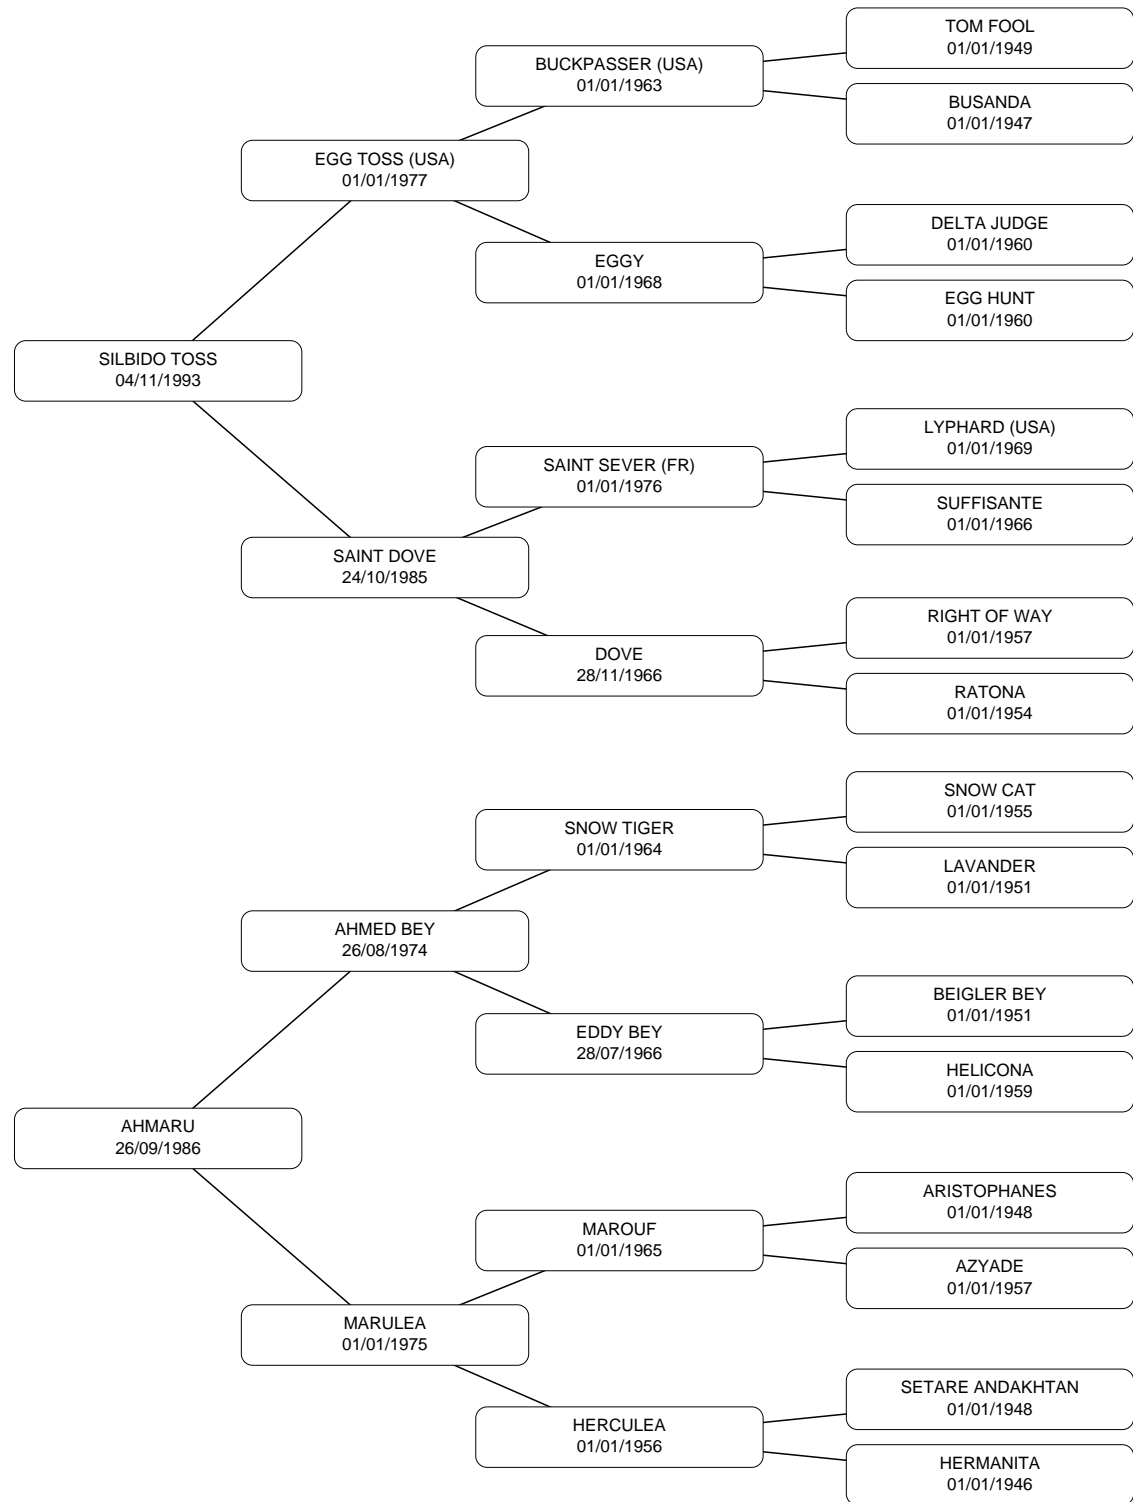 TOM FOOL
01/01/1949
BUCKPASSER (USA)
01/01/1963
BUSANDA
01/01/1947
EGG TOSS (USA)
01/01/1977
DELTA JUDGE
01/01/1960
EGGY
01/01/1968
EGG HUNT
01/01/1960
SILBIDO TOSS
04/11/1993
LYPHARD (USA)
01/01/1969
SAINT SEVER (FR)
01/01/1976
SUFFISANTE
01/01/1966
SAINT DOVE
24/10/1985
RIGHT OF WAY
01/01/1957
DOVE
28/11/1966
RATONA
01/01/1954
SNOW CAT
01/01/1955
SNOW TIGER
01/01/1964
LAVANDER
01/01/1951
AHMED BEY
26/08/1974
BEIGLER BEY
01/01/1951
EDDY BEY
28/07/1966
HELICONA
01/01/1959
AHMARU
26/09/1986
ARISTOPHANES
01/01/1948
MAROUF
01/01/1965
AZYADE
01/01/1957
MARULEA
01/01/1975
SETARE ANDAKHTAN
01/01/1948
HERCULEA
01/01/1956
HERMANITA
01/01/1946